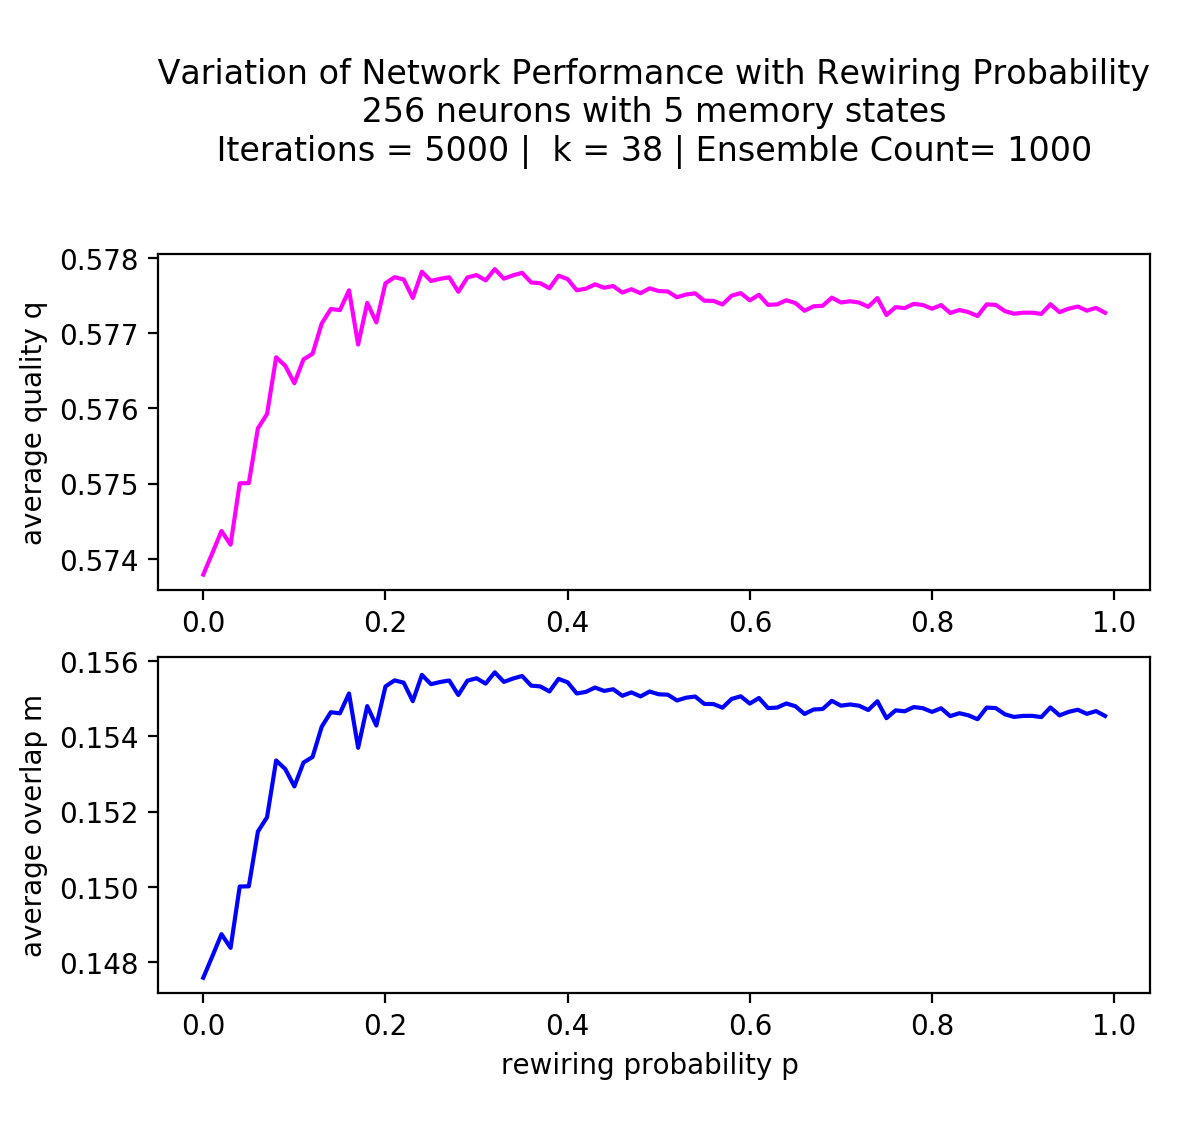 Variation of Network Performance with Rewiring Probability
256 neurons with 5 memory states
Iterations = 5000 |  k = 38 | Ensemble Count= 1000
average quality q
0.578
0.577
0.576
0.575
0.574
0.0 0.2 0.4 0.6 0.8 1.0
average overlap m
0.156
0.154
0.152
0.150
0.148
0.0 0.2 0.4 0.6 0.8 1.0
rewiring probability p